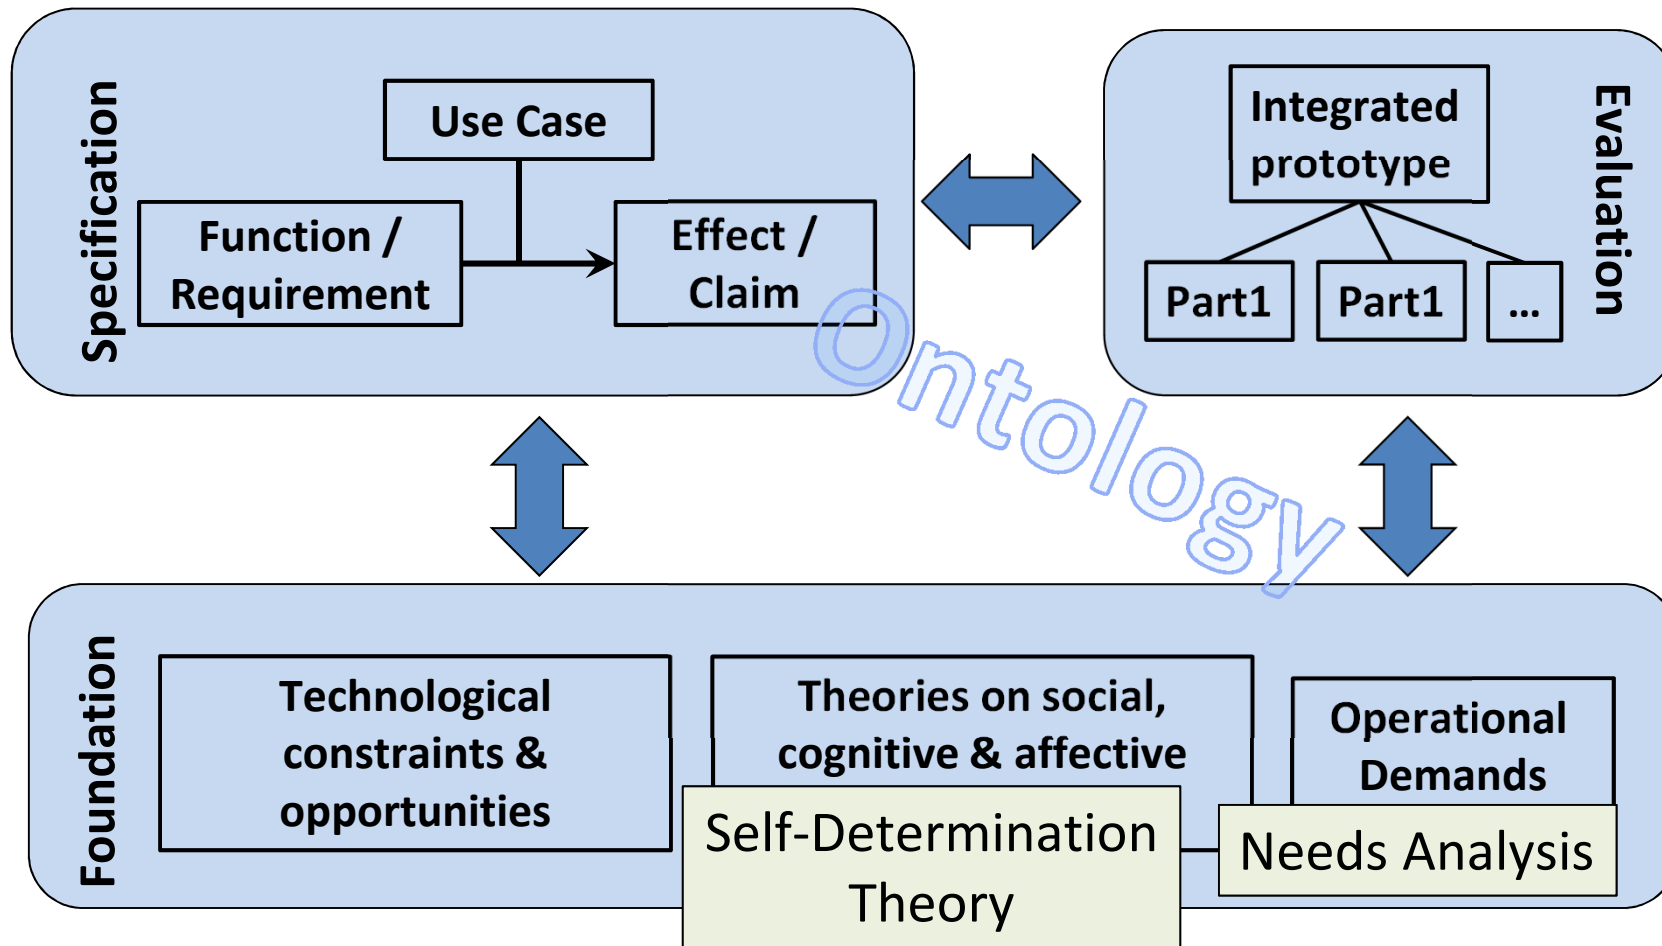 Specification
Use Case
Function /
Requirement
Effect /
Claim
Evaluation
Integrated
prototype
Part1
Part1
...
Ontology
Foundation
Technological
constraints &
opportunities
Theories on social,
cognitive & affective
Self-Determination
Theory
Operational
Demands
Needs Analysis